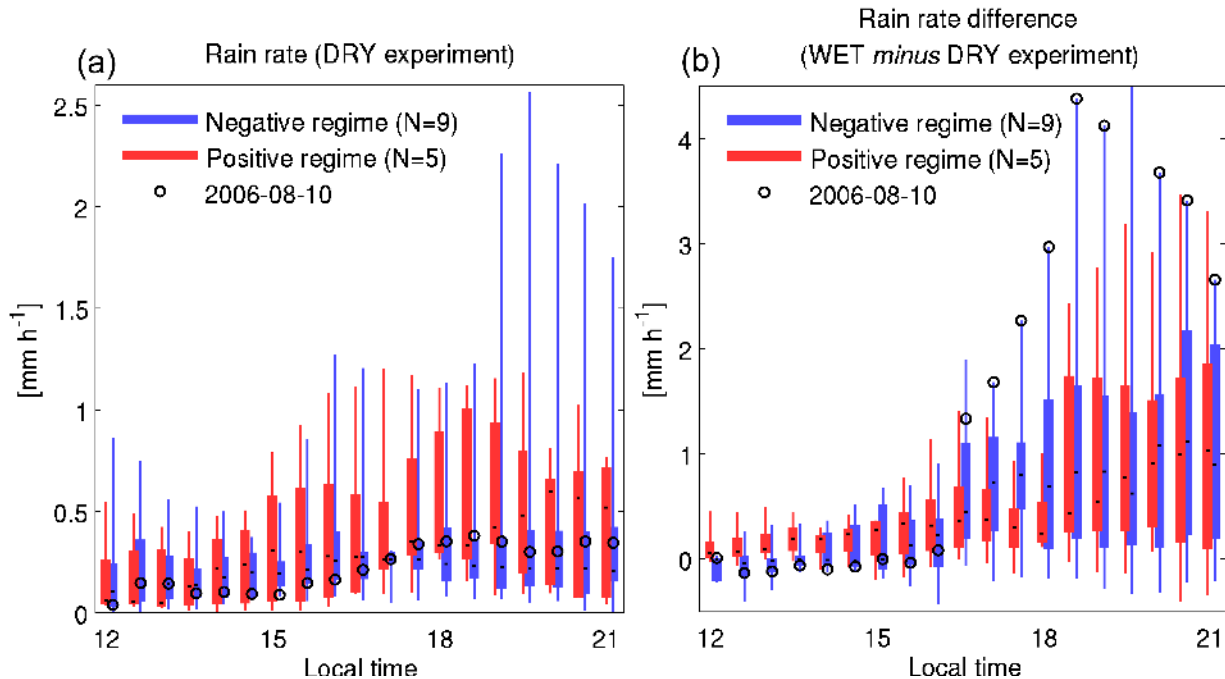 (a)
Rain rate (DRY experiment)
Negative regime (N=9)
Positive regime (N=5)
2006-08-10
[mm h⁻¹]
2.5
2
1.5
1
0.5
0
12
15
18
21
Local time
Rain rate difference
(b)
(WET minus DRY experiment)
Negative regime (N=9)
Positive regime (N=5)
2006-08-10
[mm h⁻¹]
4
3
2
1
0
12
15
18
21
Local time